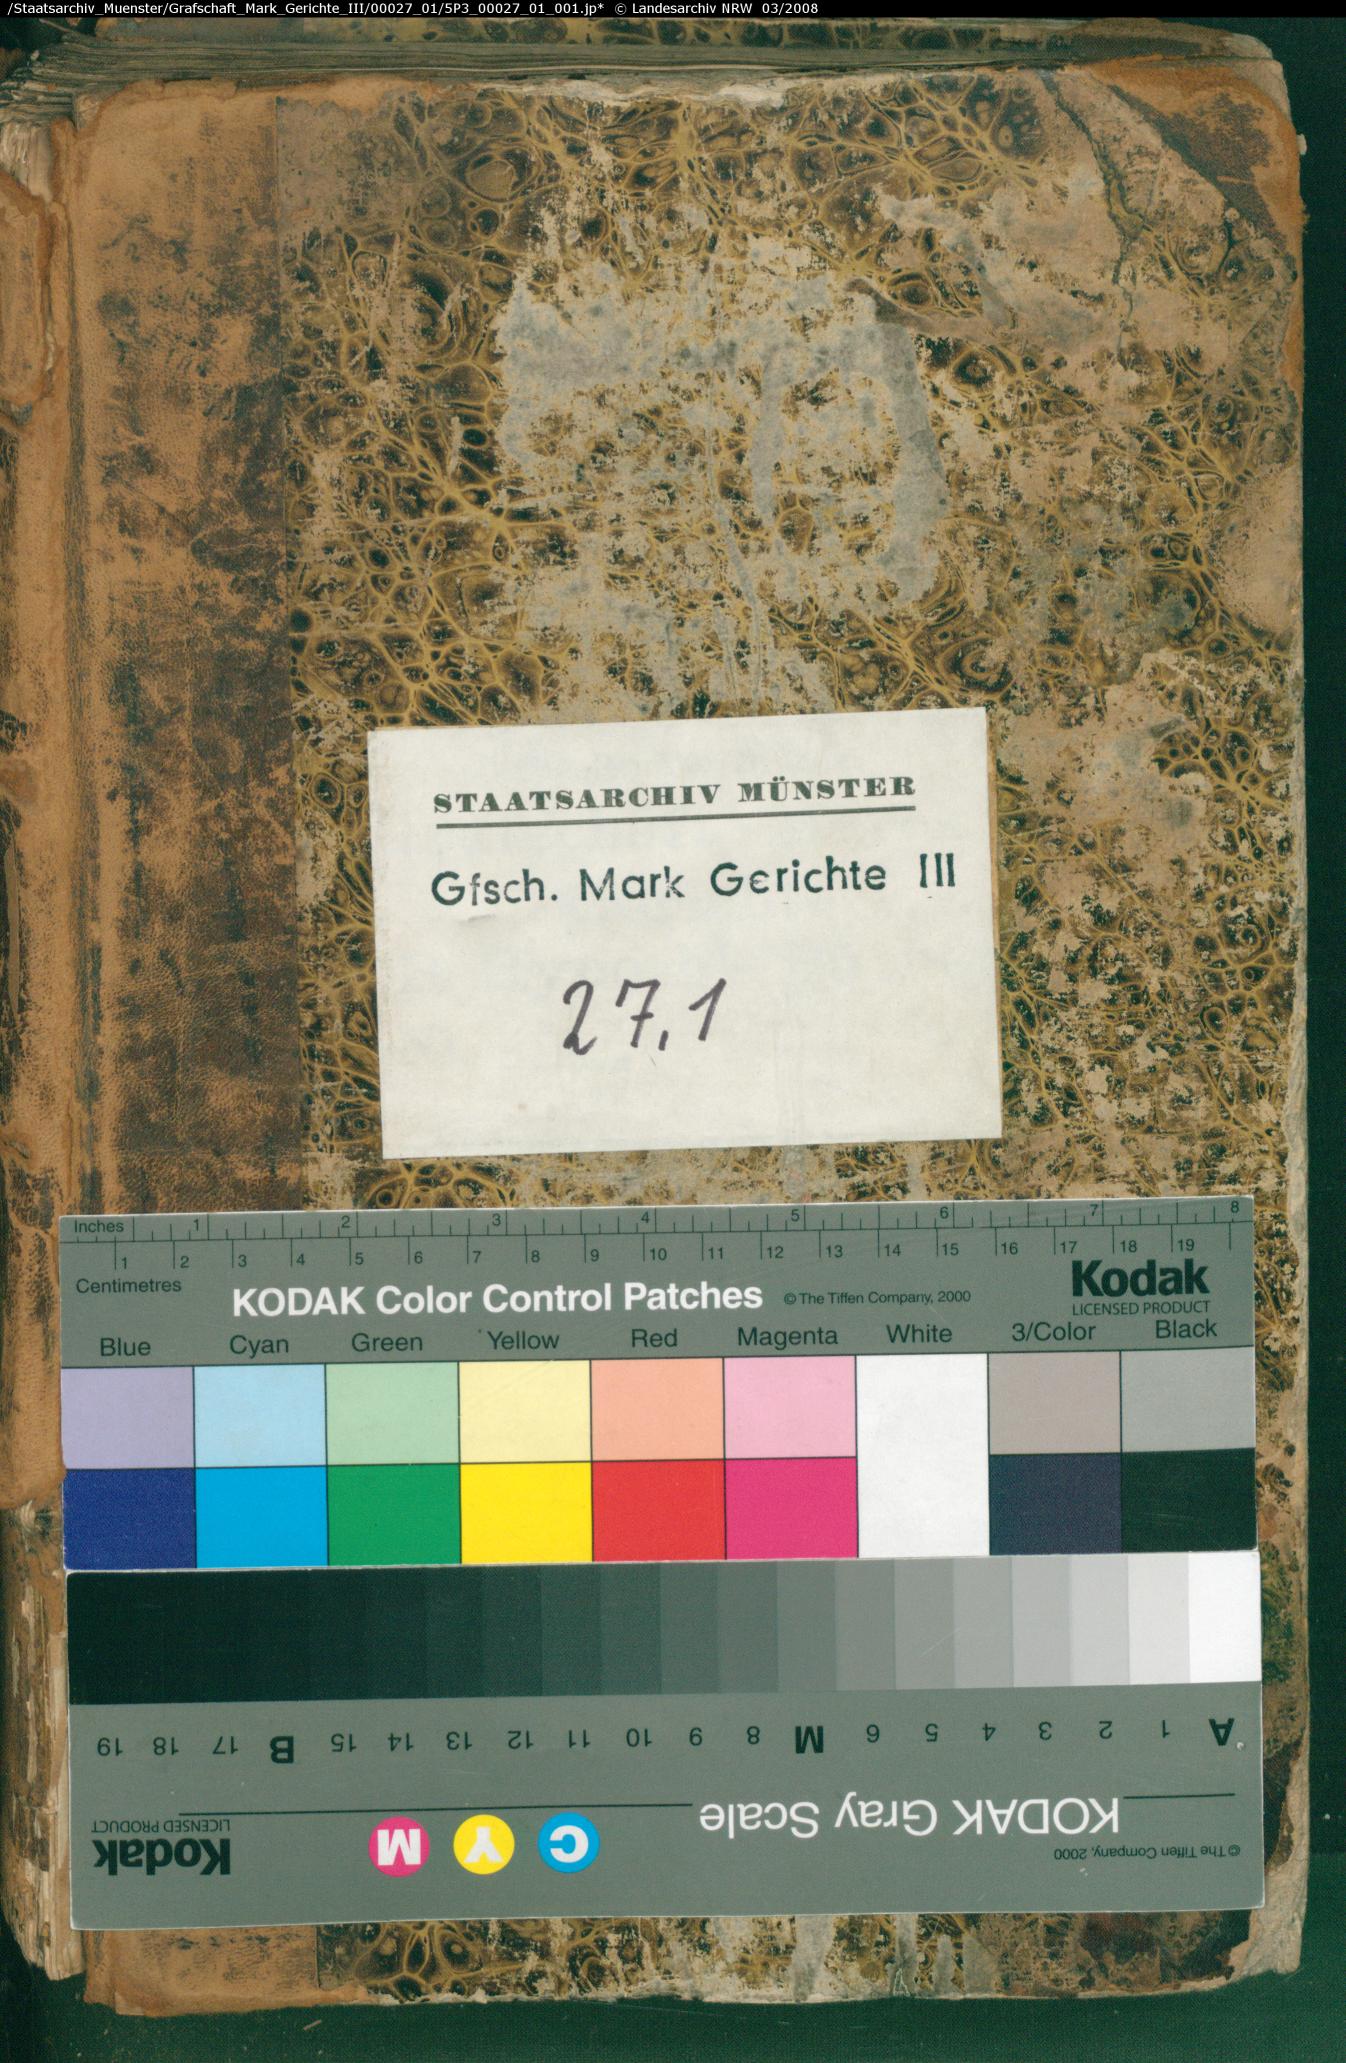 /Staatsarchiv_Muenster/Grafschaft_Mark_Gerichte_III/00027_01/5P3_00027_01_001.jp* © Landesarchiv NRW 03/2008
STAATSARCHIV MÜNSTER
Gfsch. Mark Gerichte III
27,1
Inches 1 2 3 4 5 6 7 8
1 2 3 4 5 6 7 8 9 10 11 12 13 14 15 16 17 18 19
Centimetres
KODAK Color Control Patches © The Tiffen Company, 2000 Kodak
LICENSED PRODUCT
Blue Cyan Green Yellow Red Magenta White 3/Color Black
© The Tiffen Company, 2000
KODAK Gray Scale
C Y M
Kodak
LICENSED PRODUCT
A 1 2 3 4 5 6 M 8 9 10 11 12 13 14 15 B 17 18 19